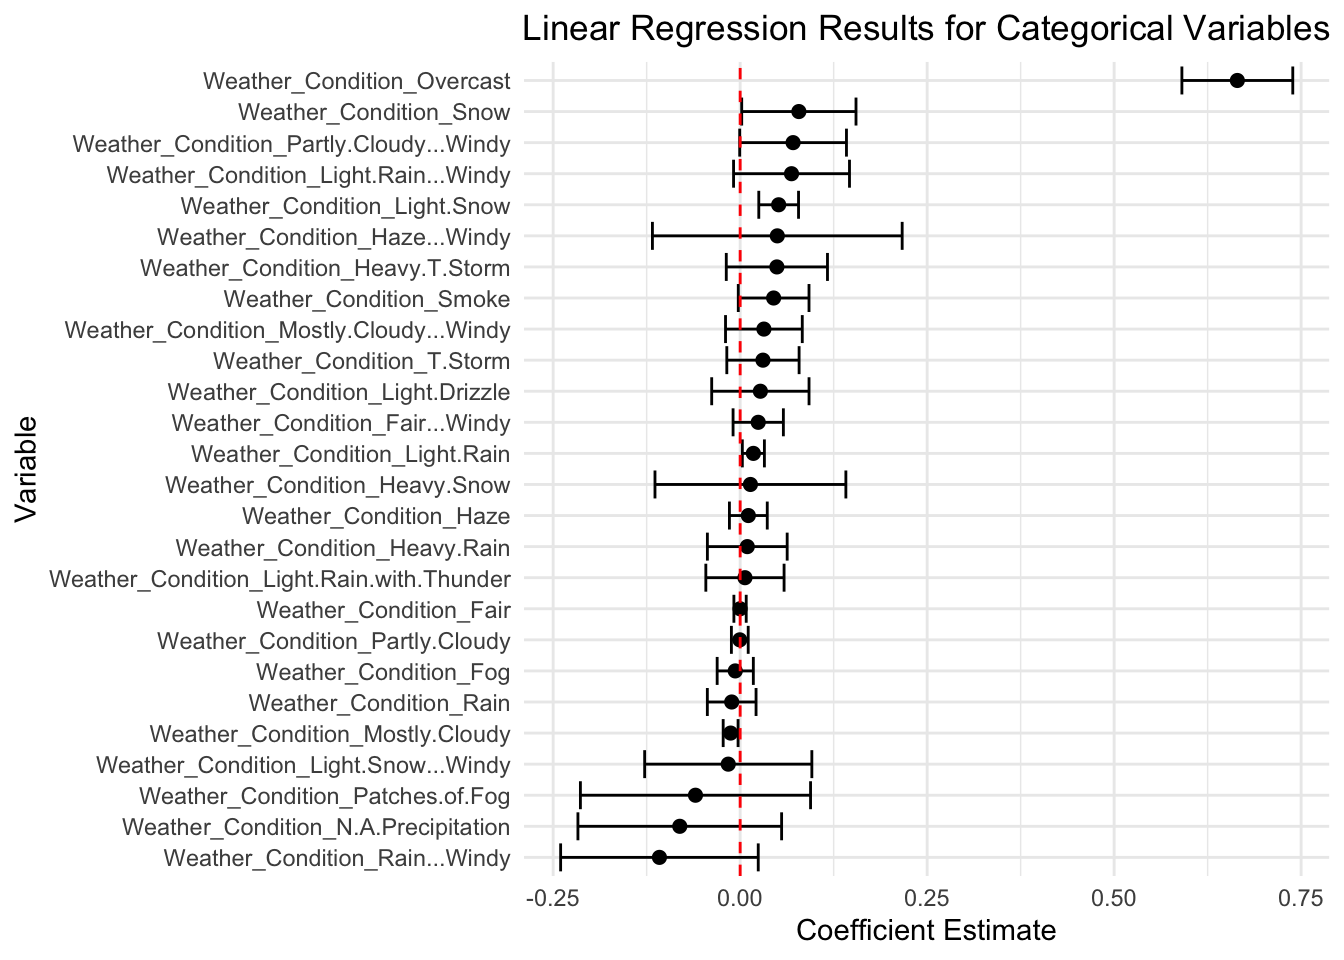 Linear Regression Results for Categorical Variables
Weather_Condition_Overcast
Weather_Condition_Snow
Weather_Condition_Partly.Cloudy...Windy
Weather_Condition_Light.Rain...Windy
Weather_Condition_Light.Snow
Weather_Condition_Haze...Windy
Weather_Condition_Heavy.T.Storm
Weather_Condition_Smoke
Weather_Condition_Mostly.Cloudy...Windy
Weather_Condition_T.Storm
Weather_Condition_Light.Drizzle
Weather_Condition_Fair...Windy
Weather_Condition_Light.Rain
Weather_Condition_Heavy.Snow
Weather_Condition_Haze
Weather_Condition_Heavy.Rain
Weather_Condition_Light.Rain.with.Thunder
Weather_Condition_Fair
Weather_Condition_Partly.Cloudy
Weather_Condition_Fog
Weather_Condition_Rain
Weather_Condition_Mostly.Cloudy
Weather_Condition_Light.Snow...Windy
Weather_Condition_Patches.of.Fog
Weather_Condition_N.A.Precipitation
Weather_Condition_Rain...Windy
Variable
-0.25 0.00 0.25 0.50 0.75
Coefficient Estimate